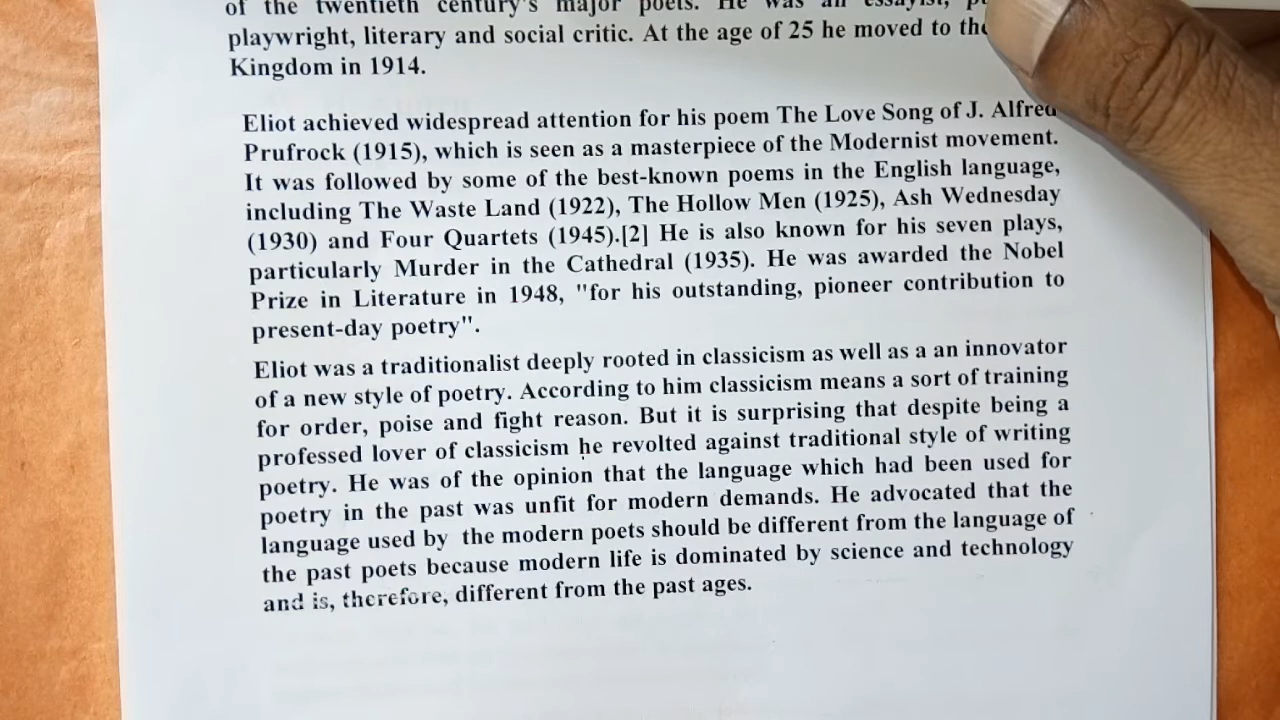 of the twentieth century's major poets. He was an essayist,
playwright, literary and social critic. At the age of 25 he moved to the
Kingdom in 1914.
Eliot achieved widespread attention for his poem The Love Song of J. Alfred
Prufrock (1915), which is seen as a masterpiece of the Modernist movement.
It was followed by some of the best-known poems in the English language,
including The Waste Land (1922), The Hollow Men (1925), Ash Wednesday
(1930) and Four Quartets (1945).[2] He is also known for his seven plays,
particularly Murder in the Cathedral (1935). He was awarded the Nobel
Prize in Literature in 1948, "for his outstanding, pioneer contribution to
present-day poetry".
Eliot was a traditionalist deeply rooted in classicism as well as a an innovator
of a new style of poetry. According to him classicism means a sort of training
for order, poise and fight reason. But it is surprising that despite being a
professed lover of classicism he revolted against traditional style of writing
poetry. He was of the opinion that the language which had been used for
poetry in the past was unfit for modern demands. He advocated that the
language used by the modern poets should be different from the language of
the past poets because modern life is dominated by science and technology
and is, therefore, different from the past ages.